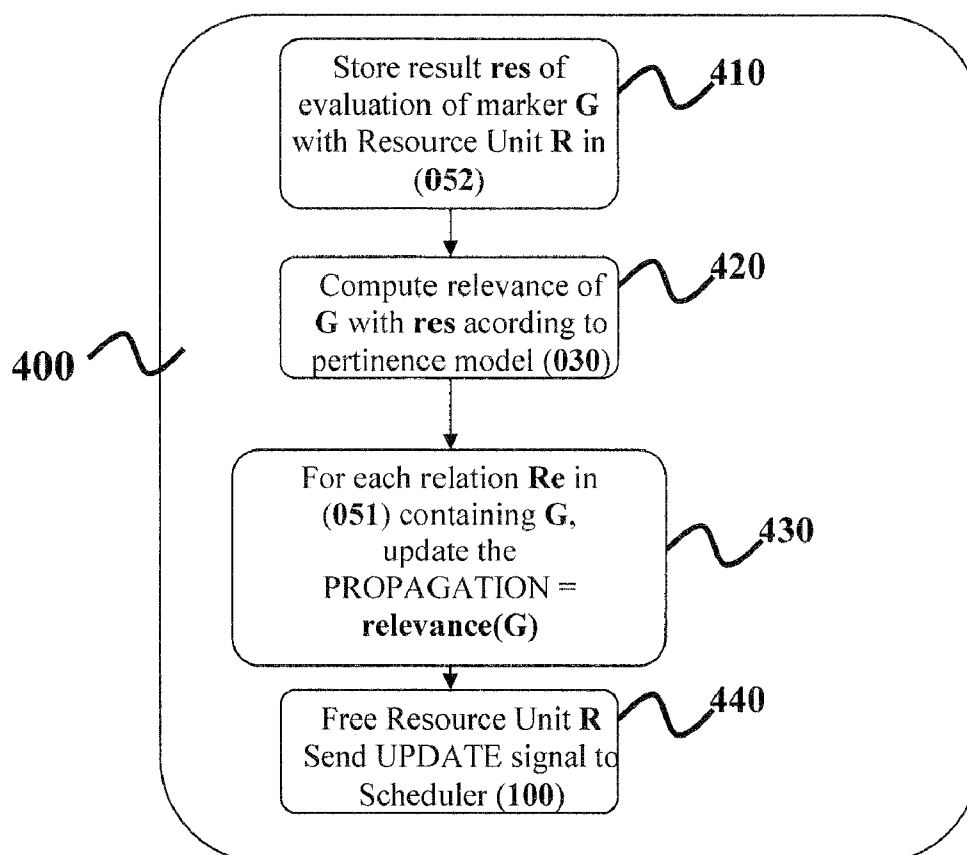 Store result res of
evaluation of marker G
with Resource Unit R in
(052)
410
Compute relevance of
G with res acording to
pertinence model (030)
420
400
For each relation Re in
(051) containing G,
update the
PROPAGATION =
relevance(G)
430
Free Resource Unit R
Send UPDATE signal to
Scheduler (100)
440